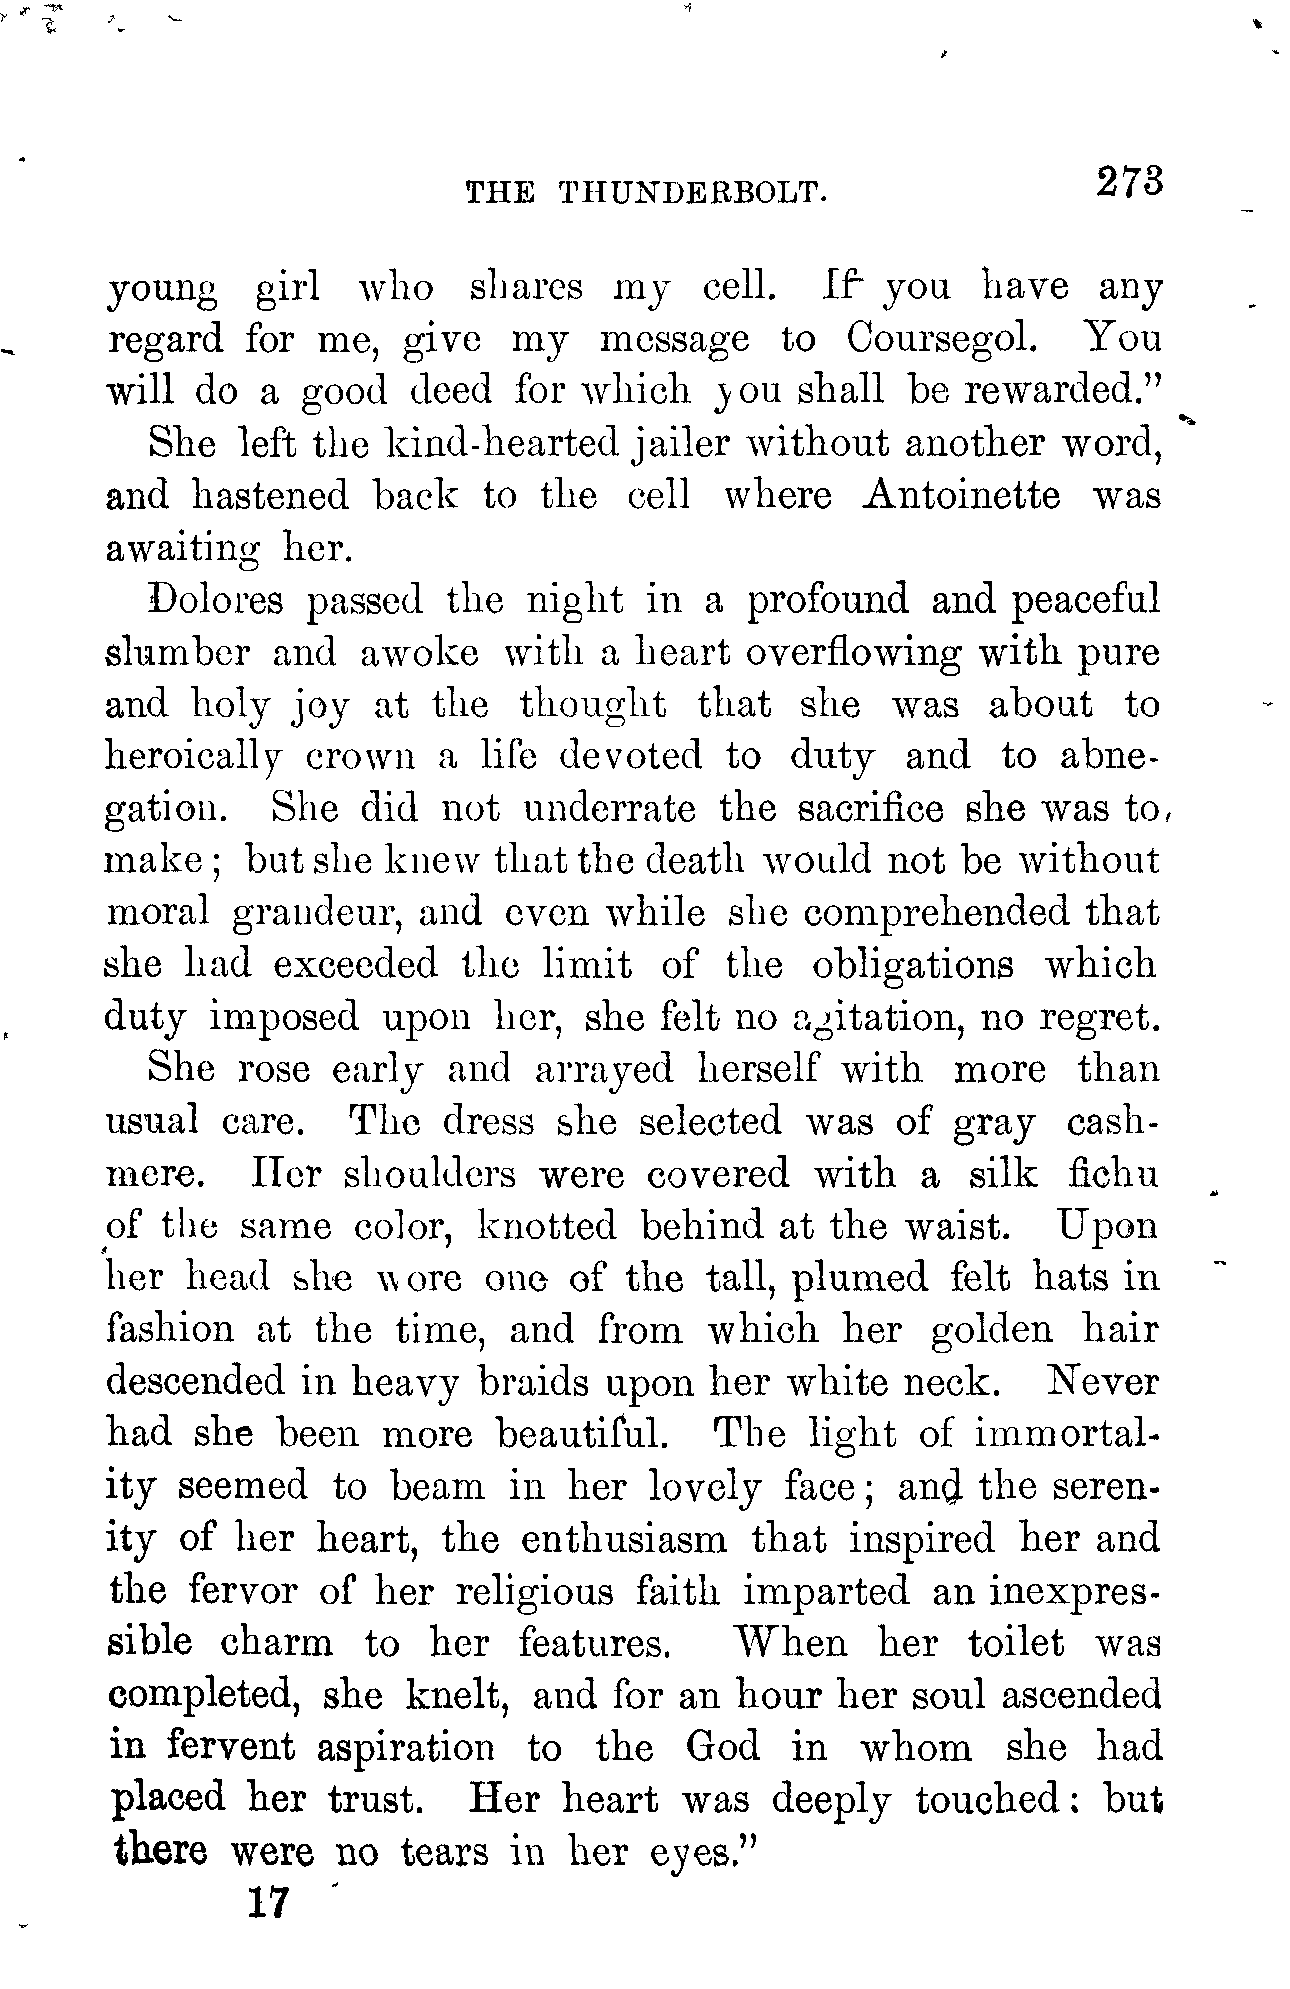 THE THUNDERBOLT. 273
young girl who shares my cell. If you have any
regard for me, give my message to Coursegol. You
will do a good deed for which you shall be rewarded."
She left the kind-hearted jailer without another word,
and hastened back to the cell where Antoinette was
awaiting her.
Dolores passed the night in a profound and peaceful
slumber and awoke with a heart overflowing with pure
and holy joy at the thought that she was about to
heroically crown a life devoted to duty and to abne-
gation. She did not underrate the sacrifice she was to
make; but she knew that the death would not be without
moral grandeur, and even while she comprehended that
she had exceeded the limit of the obligations which
duty imposed upon her, she felt no agitation, no regret.
She rose early and arrayed herself with more than
usual care. The dress she selected was of gray cash-
mere. Her shoulders were covered with a silk fichu
of the same color, knotted behind at the waist. Upon
her head she wore one of the tall, plumed felt hats in
fashion at the time, and from which her golden hair
descended in heavy braids upon her white neck. Never
had she been more beautiful. The light of immortal-
ity seemed to beam in her lovely face; and the seren-
ity of her heart, the enthusiasm that inspired her and
the fervor of her religious faith imparted an inexpres-
sible charm to her features. When her toilet was
completed, she knelt, and for an hour her soul ascended
in fervent aspiration to the God in whom she had
placed her trust. Her heart was deeply touched: but
there were no tears in her eyes."
17